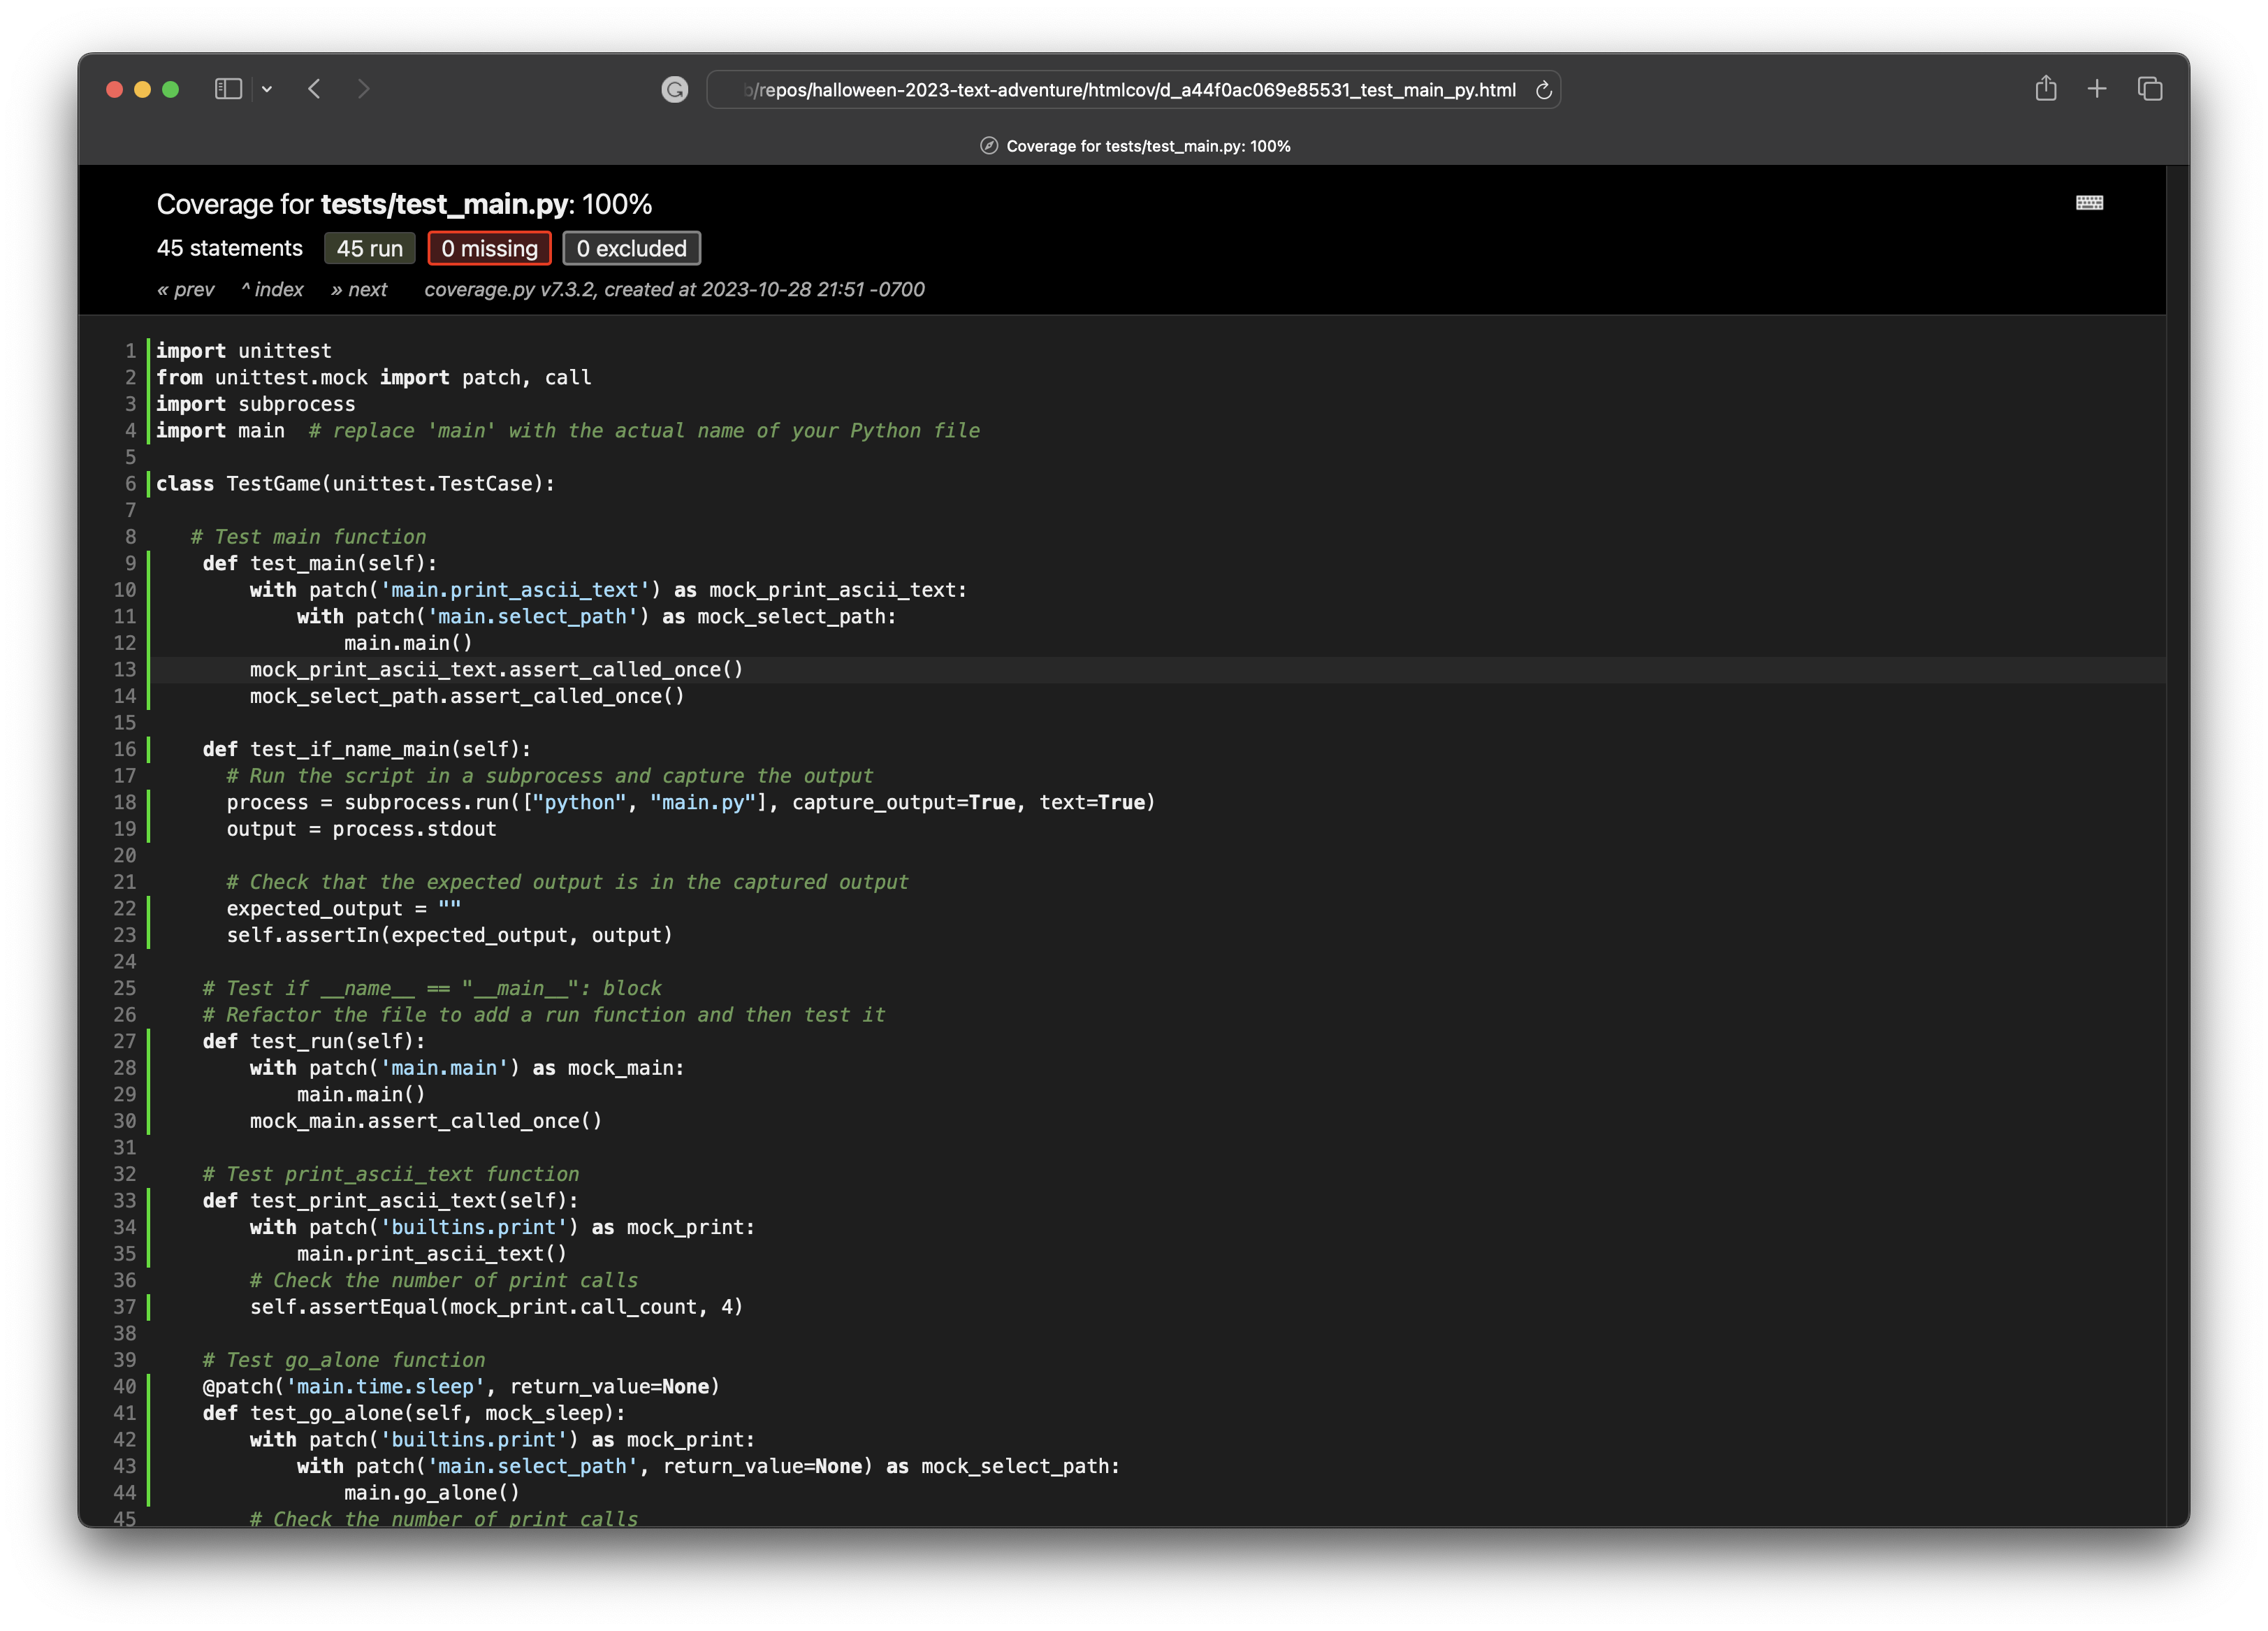 b/repos/halloween-2023-text-adventure/htmlcov/d_a44f0ac069e85531_test_main_py.html
Coverage for tests/test_main.py: 100%
Coverage for tests/test_main.py: 100%
45 statements 45 run 0 missing 0 excluded
« prev ^ index » next coverage.py v7.3.2, created at 2023-10-28 21:51 -0700
1 import unittest
2 from unittest.mock import patch, call
3 import subprocess
4 import main  # replace 'main' with the actual name of your Python file
5
6 class TestGame(unittest.TestCase):
7
8    # Test main function
9     def test_main(self):
10         with patch('main.print_ascii_text') as mock_print_ascii_text:
11             with patch('main.select_path') as mock_select_path:
12                 main.main()
13         mock_print_ascii_text.assert_called_once()
14         mock_select_path.assert_called_once()
15
16     def test_if_name_main(self):
17       # Run the script in a subprocess and capture the output
18       process = subprocess.run(["python", "main.py"], capture_output=True, text=True)
19       output = process.stdout
20
21       # Check that the expected output is in the captured output
22       expected_output = ""
23       self.assertIn(expected_output, output)
24
25     # Test if __name__ == "__main__": block
26     # Refactor the file to add a run function and then test it
27     def test_run(self):
28         with patch('main.main') as mock_main:
29             main.main()
30         mock_main.assert_called_once()
31
32     # Test print_ascii_text function
33     def test_print_ascii_text(self):
34         with patch('builtins.print') as mock_print:
35             main.print_ascii_text()
36         # Check the number of print calls
37         self.assertEqual(mock_print.call_count, 4)
38
39     # Test go_alone function
40     @patch('main.time.sleep', return_value=None)
41     def test_go_alone(self, mock_sleep):
42         with patch('builtins.print') as mock_print:
43             with patch('main.select_path', return_value=None) as mock_select_path:
44                 main.go_alone()
45         # Check the number of print calls